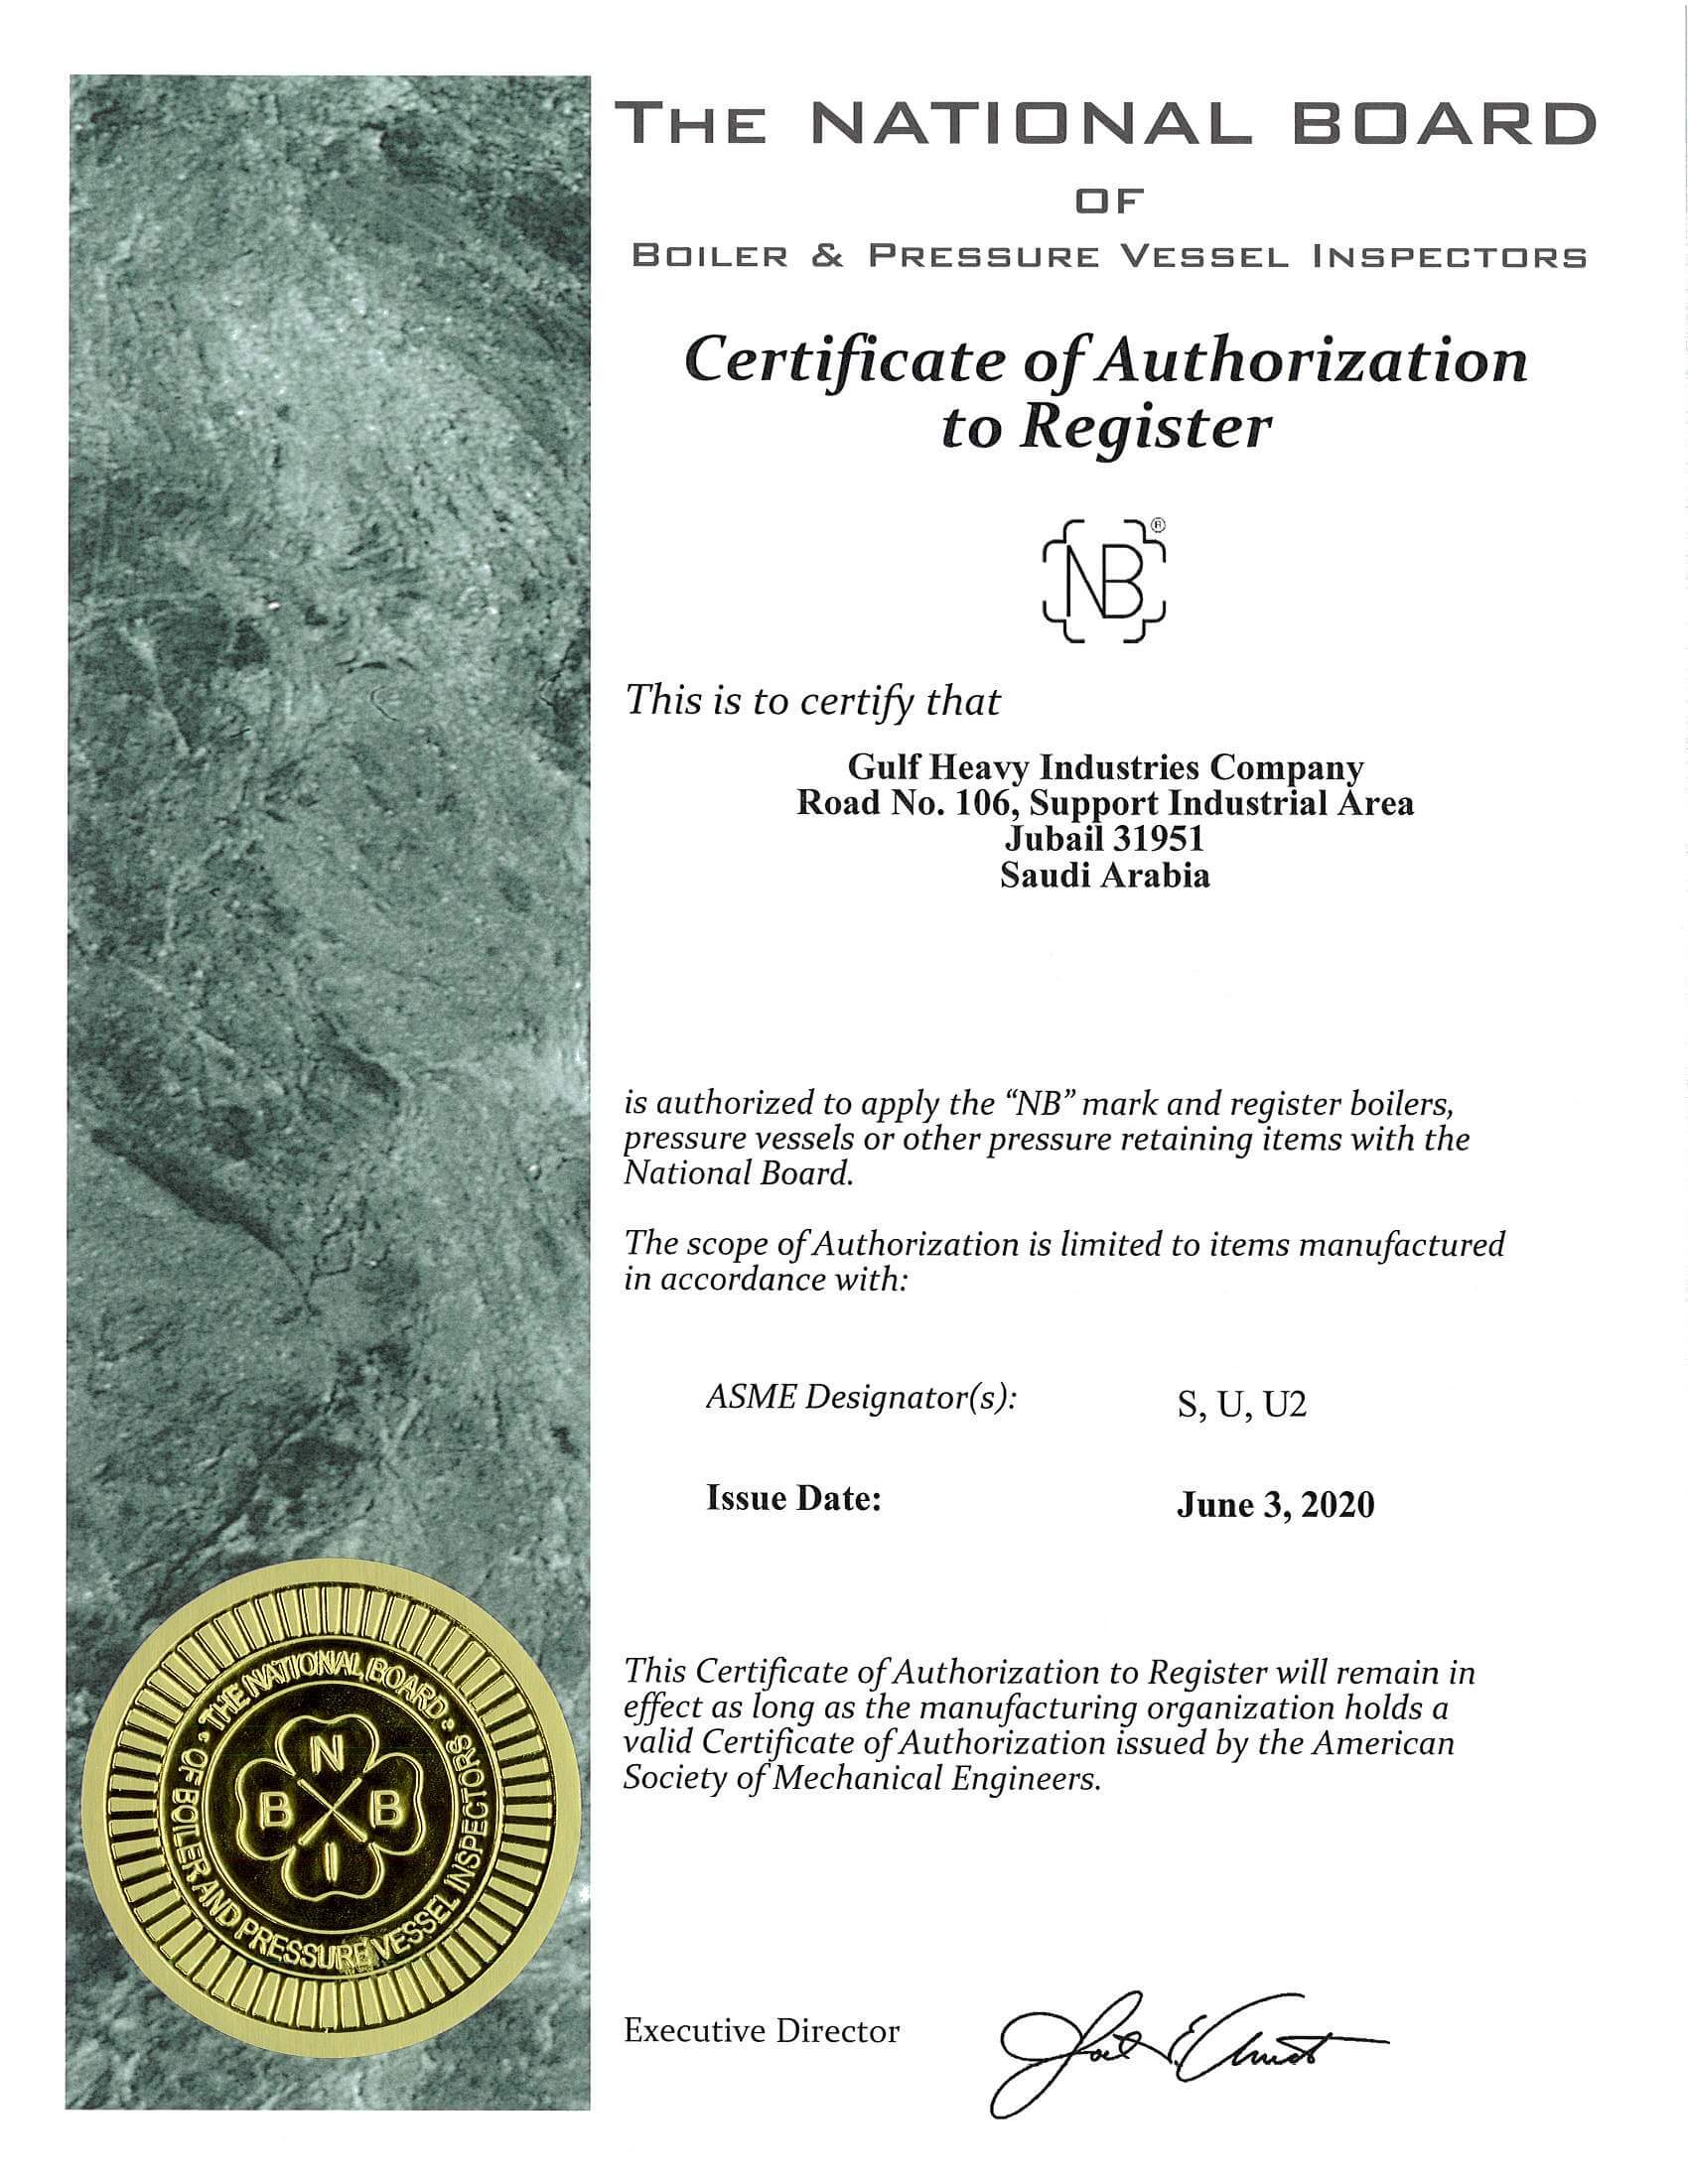 THE NATIONAL BOARD
OF
BOILER & PRESSURE VESSEL INSPECTORS
Certificate of Authorization
to Register
NB®
This is to certify that
Gulf Heavy Industries Company
Road No. 106, Support Industrial Area
Jubail 31951
Saudi Arabia
is authorized to apply the “NB” mark and register boilers,
pressure vessels or other pressure retaining items with the
National Board.
The scope of Authorization is limited to items manufactured
in accordance with:
ASME Designator(s): S, U, U2
Issue Date: June 3, 2020
This Certificate of Authorization to Register will remain in
effect as long as the manufacturing organization holds a
valid Certificate of Authorization issued by the American
Society of Mechanical Engineers.
Executive Director
THE NATIONAL BOARD
OF BOILER AND PRESSURE VESSEL INSPECTORS
N
B B
I